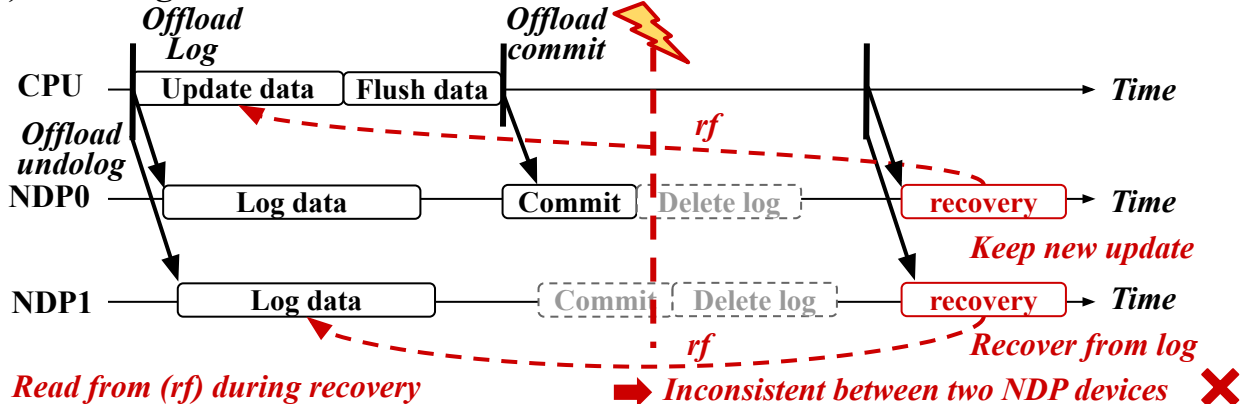 Offload
Log
Offload
commit
CPU
Update data
Flush data
Time
Offload
undolog
rf
NDP0
Log data
Commit
Delete log
recovery
Time
Keep new update
NDP1
Log data
Commit
Delete log
recovery
Time
rf
Recover from log
Read from (rf) during recovery
Inconsistent between two NDP devices